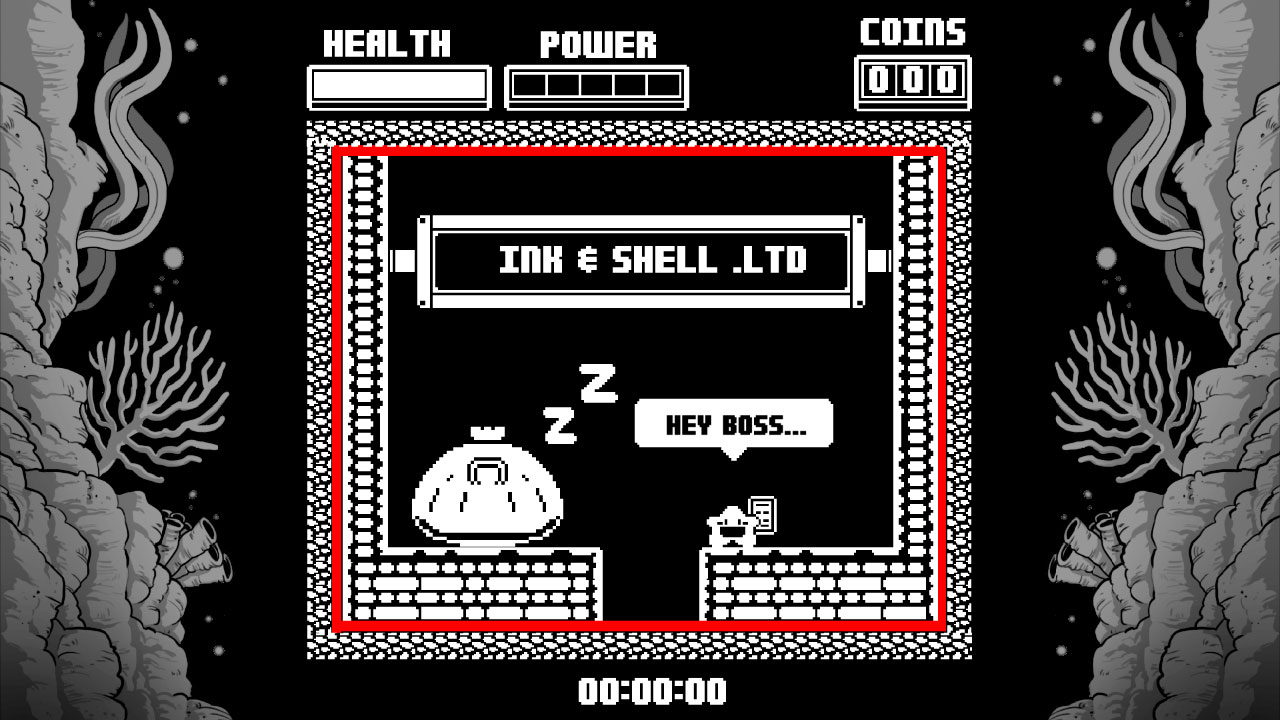 HEALTH
POWER
COINS
000
INK & SHELL .LTD
Z
Z
HEY BOSS...
00:00:00